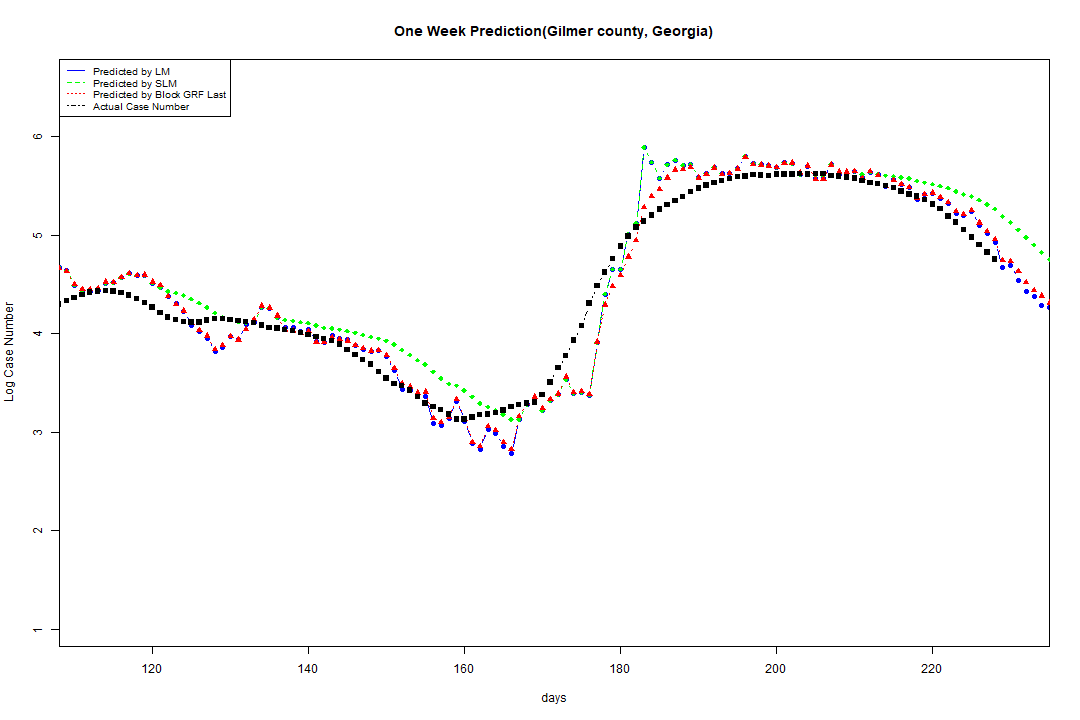 One Week Prediction(Gilmer county, Georgia)
Predicted by LM
Predicted by SLM
Predicted by Block GRF Last
Actual Case Number
6
5
4
3
2
1
Log Case Number
120 140 160 180 200 220
days